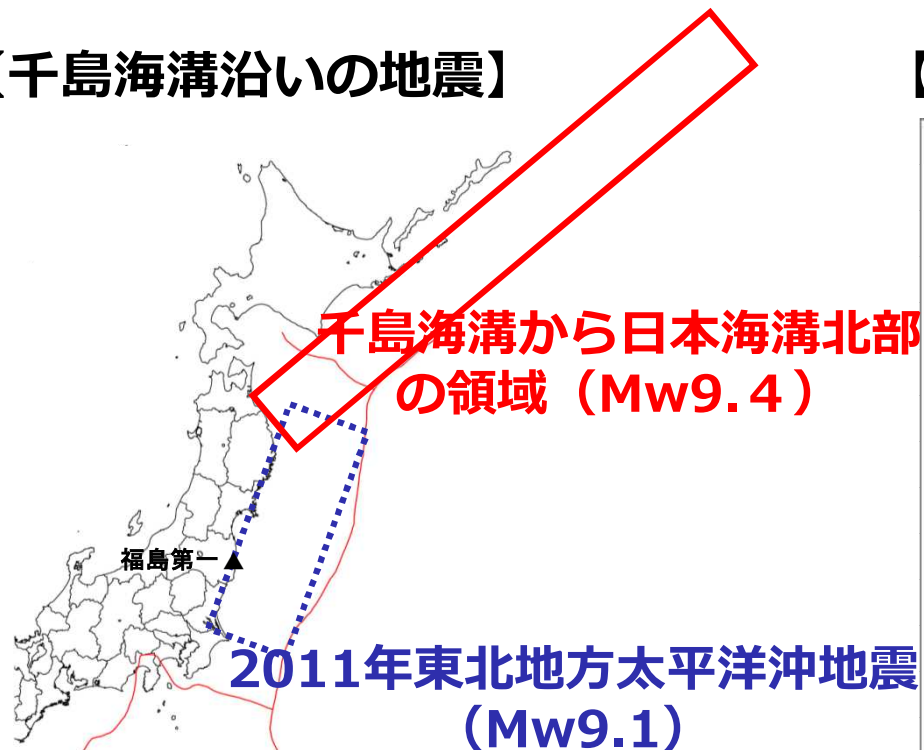 【千島海溝沿いの地震】
【
千島海溝から日本海溝北部
の領域（Mw9.4）
福島第一▲
2011年東北地方太平洋沖地震
（Mw9.1）